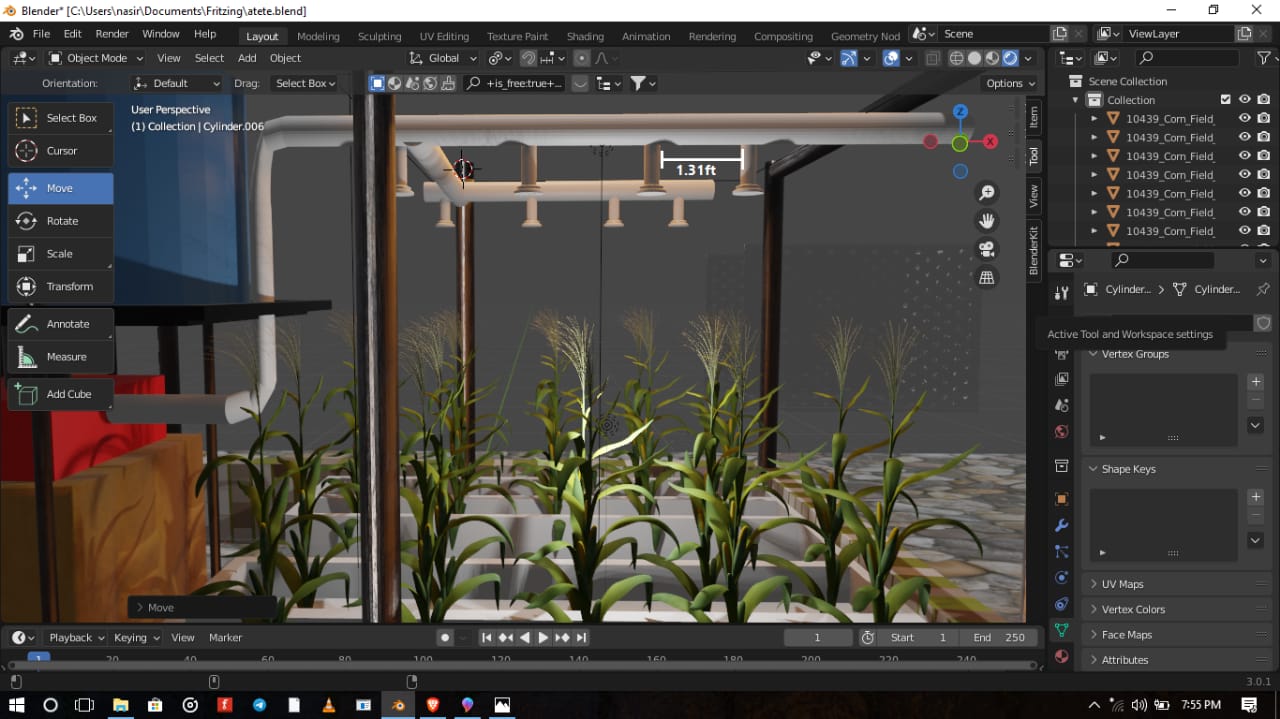 Blender* [C:\Users\nasir\Documents\Fritzing\atete.blend]
File Edit Render Window Help Layout Modeling Sculpting UV Editing Texture Paint Shading Animation Rendering Compositing Geometry Nod Scene ViewLayer
Object Mode View Select Add Object Global
Orientation: Default Drag: Select Box +is_free:true+... Options
Scene Collection
Collection
10439_Corn_Field_
10439_Corn_Field_
10439_Corn_Field_
10439_Corn_Field_
10439_Corn_Field_
10439_Corn_Field_
10439_Corn_Field_
User Perspective
(1) Collection | Cylinder.006
Select Box
Cursor
Move
Rotate
Scale
Transform
Annotate
Measure
Add Cube
Z
X
1.31ft
Item
Tool
View
BlenderKit
Cylinder... Cylinder...
Active Tool and Workspace settings
Vertex Groups
Shape Keys
UV Maps
Vertex Colors
Face Maps
Attributes
Move
Playback Keying View Marker 1 Start 1 End 250
1 20 40 60 80 100 120 140 160 180 200 220 240
3.0.1
7:55 PM